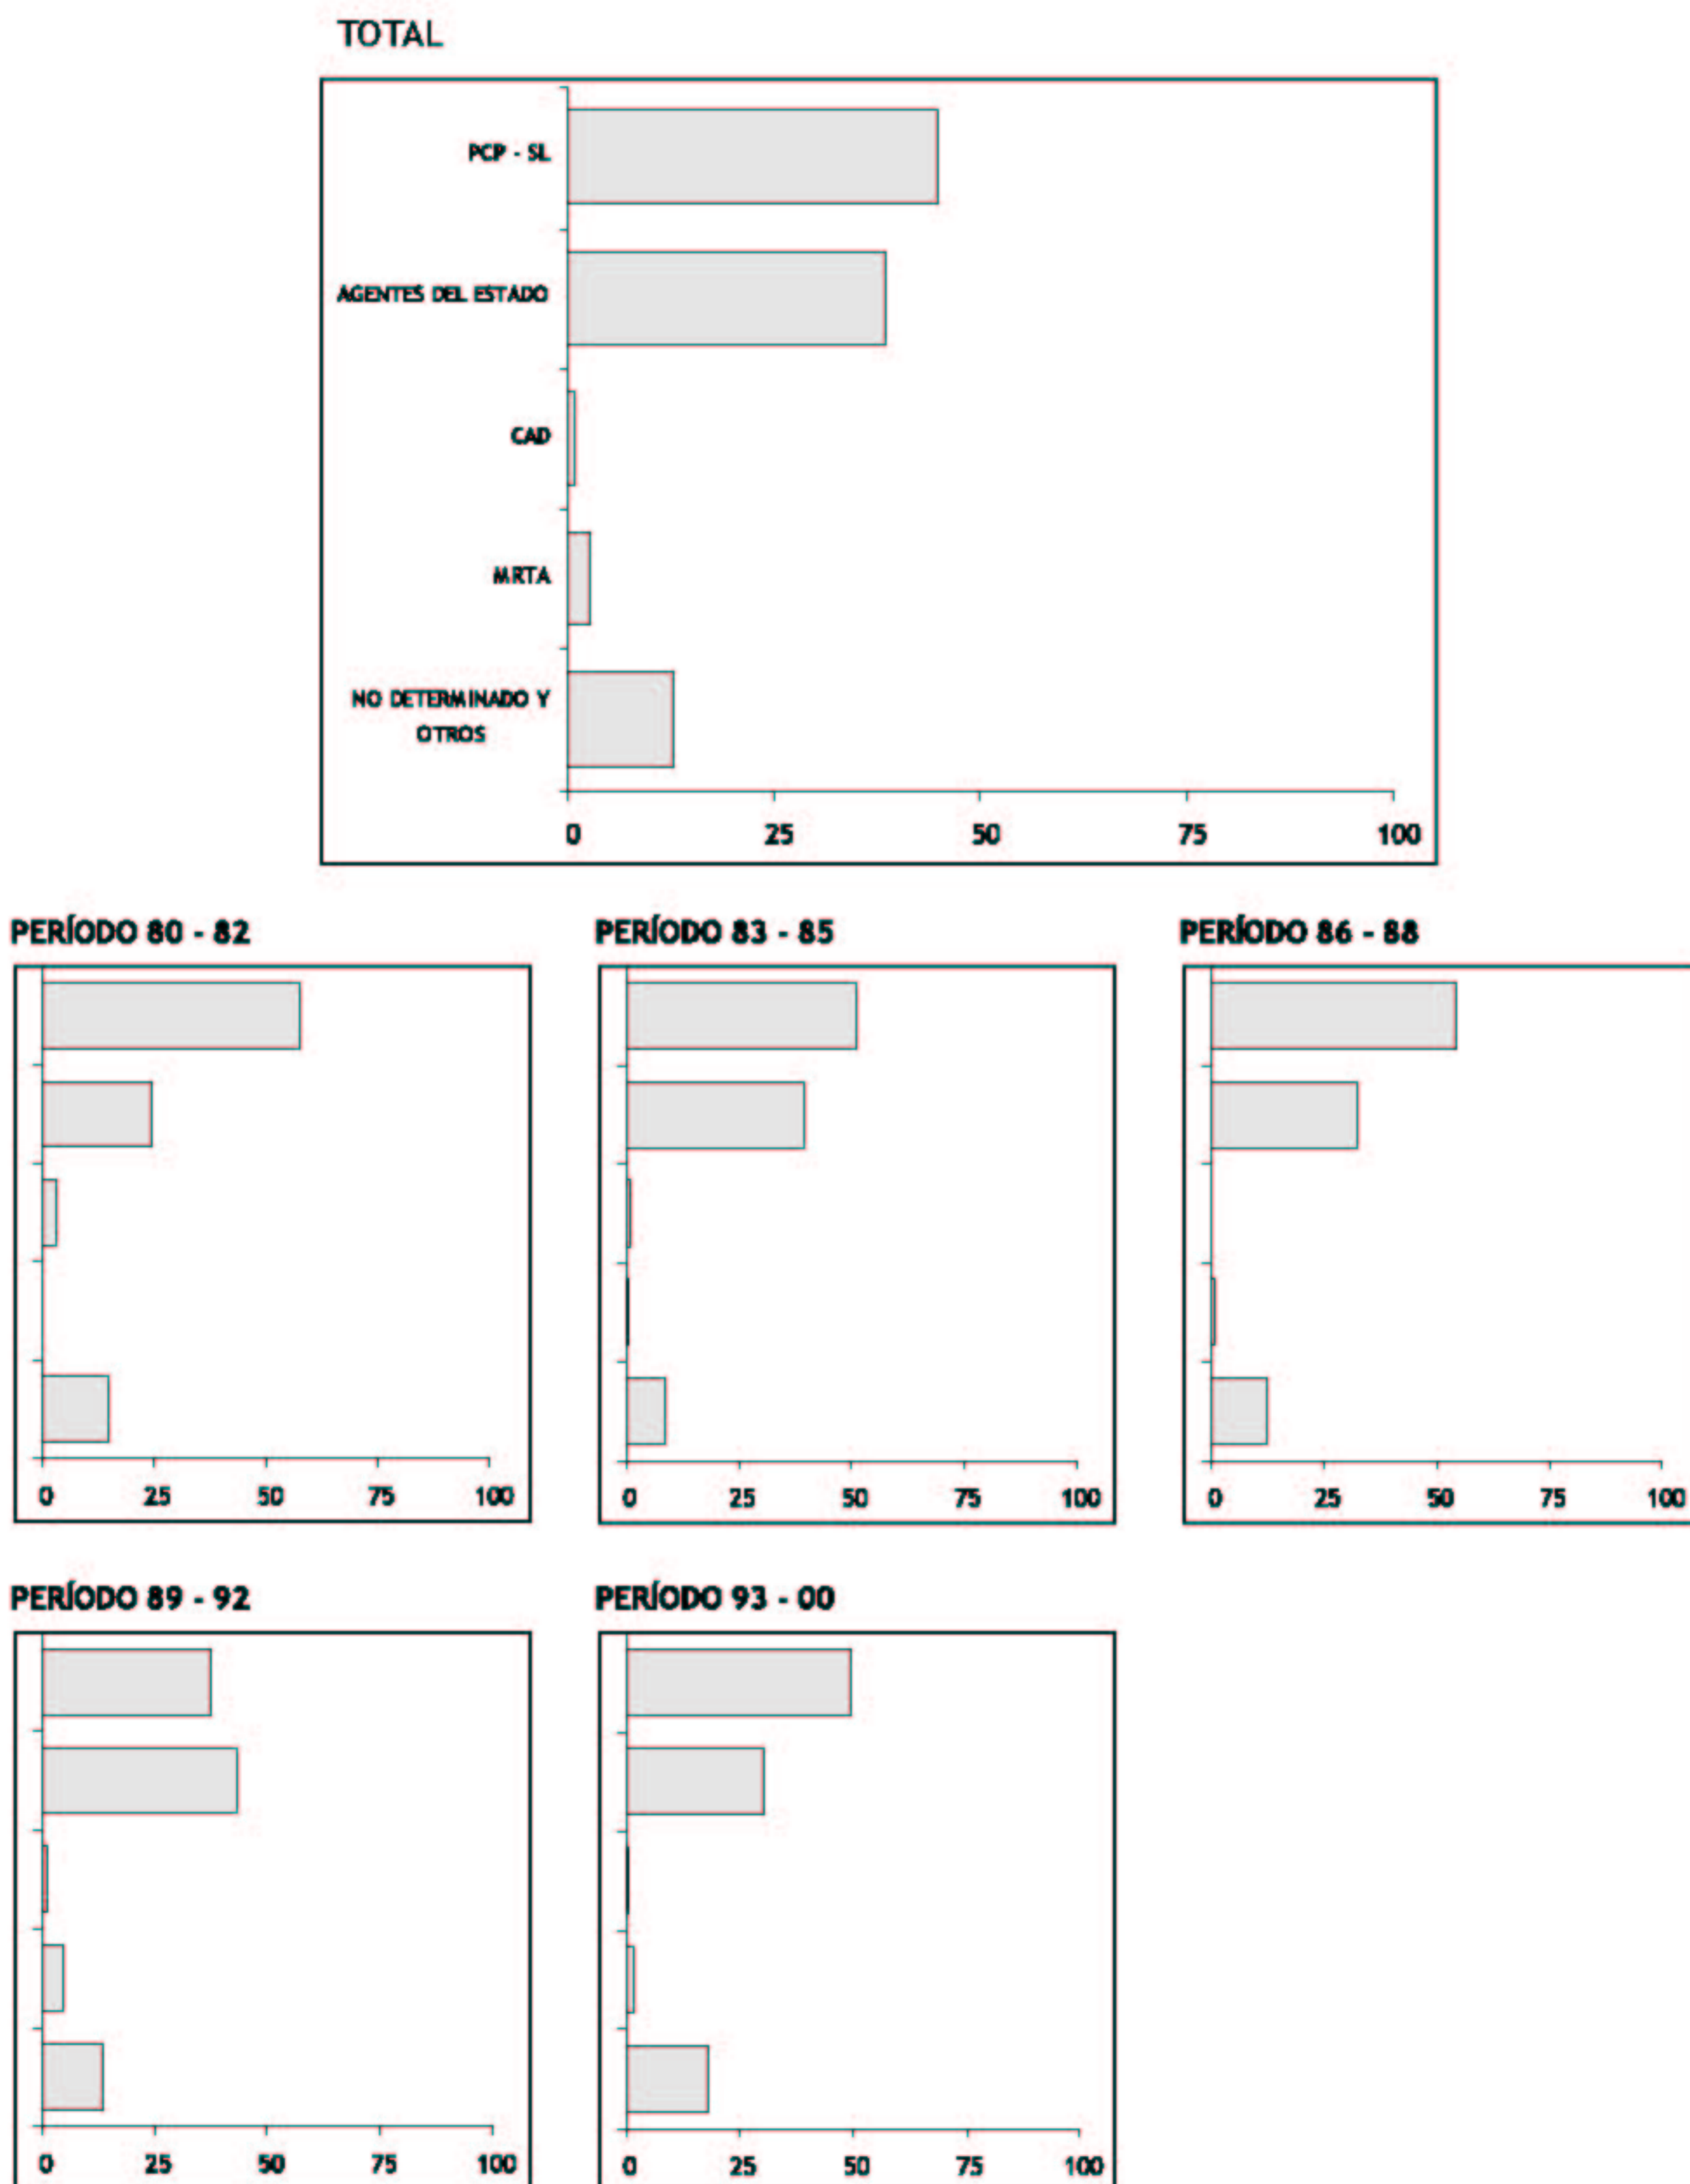 TOTAL
PCP - SL
AGENTES DEL ESTADO
CAD
MRTA
NO DETERMINADO Y
OTROS
0 25 50 75 100
PERÍODO 80 - 82
PERÍODO 83 - 85
PERÍODO 86 - 88
0 25 50 75 100
0 25 50 75 100
0 25 50 75 100
PERÍODO 89 - 92
PERÍODO 93 - 00
0 25 50 75 100
0 25 50 75 100